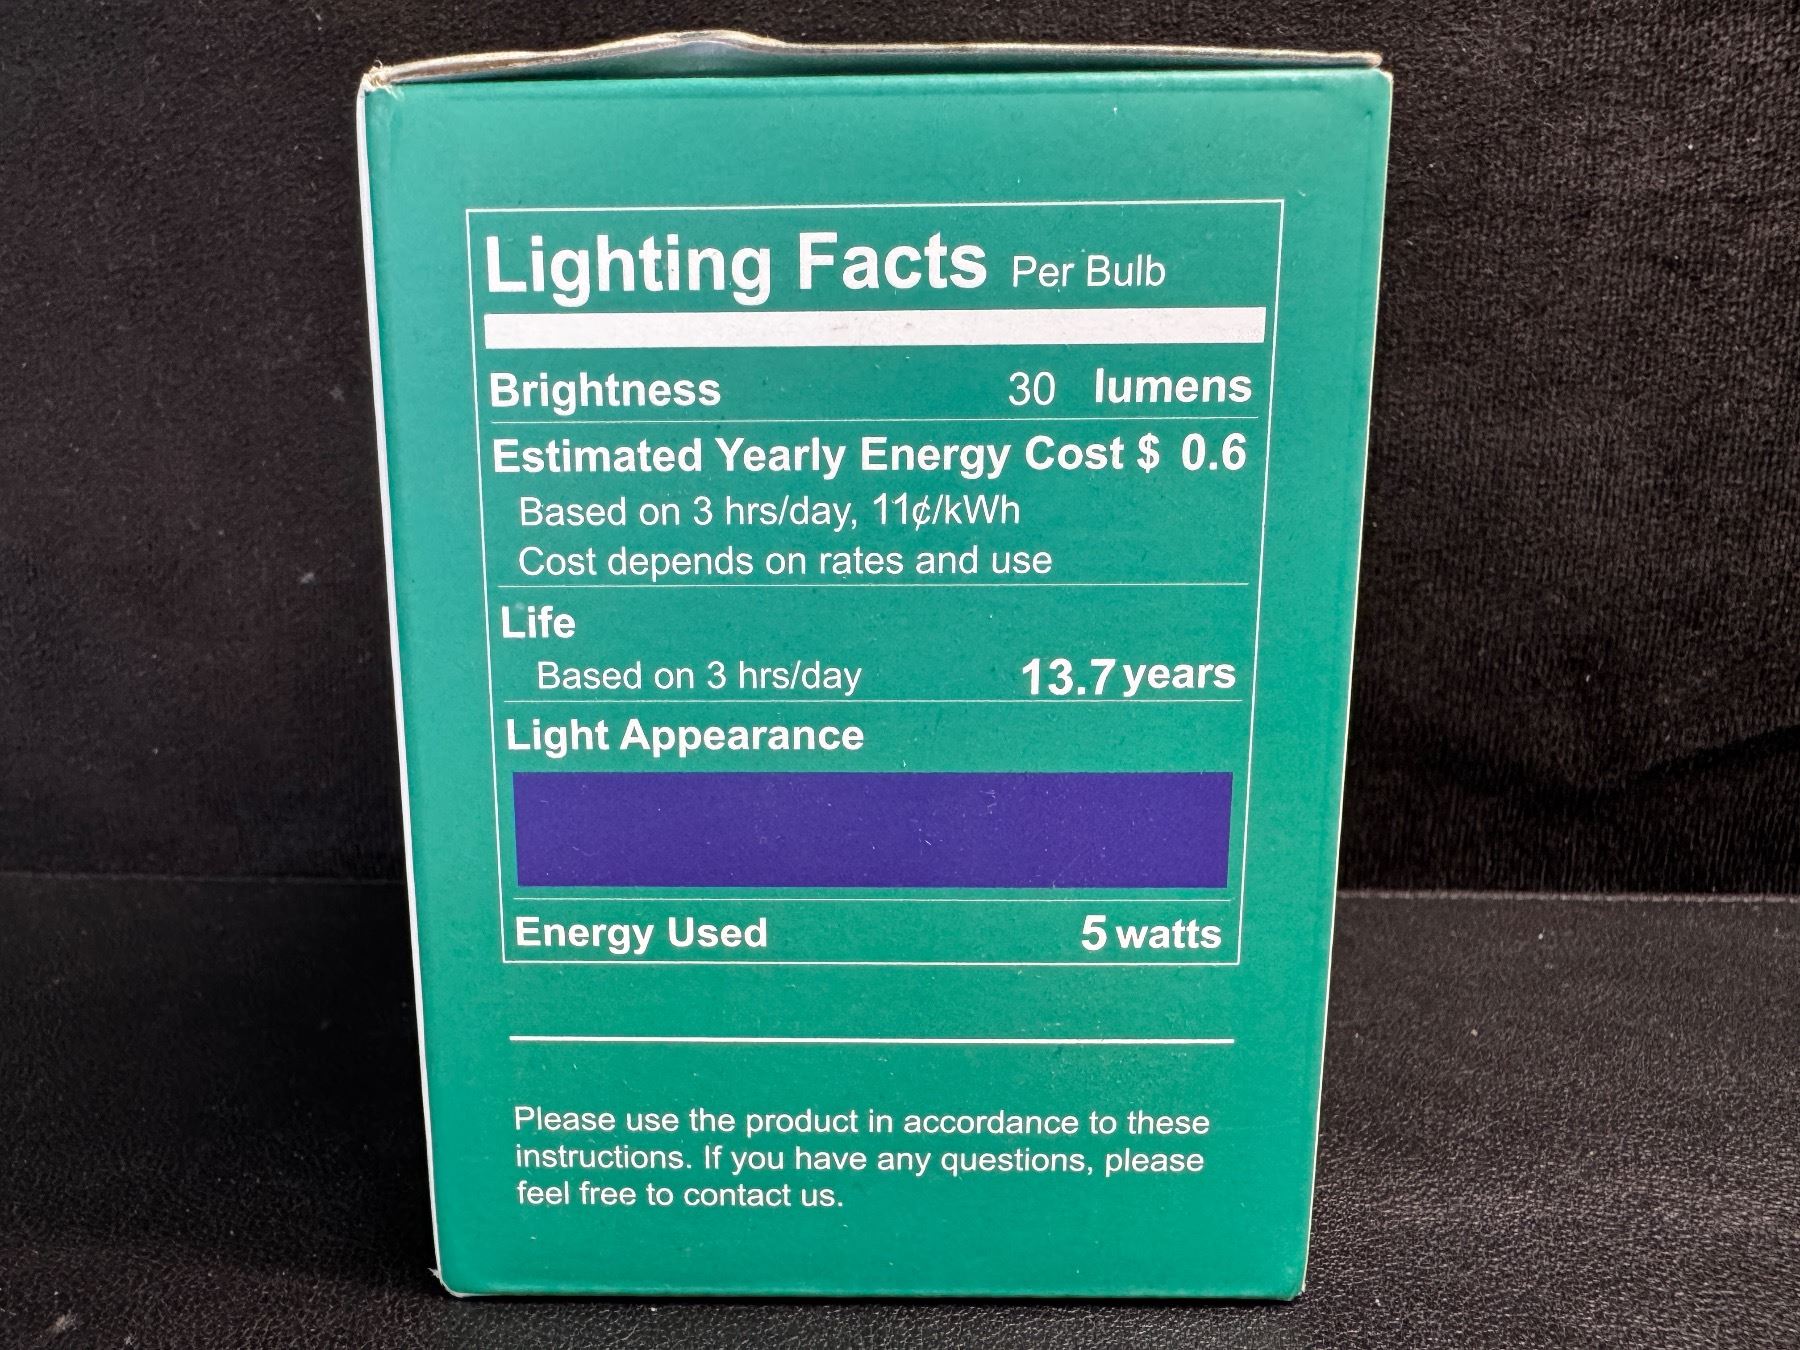 Lighting Facts Per Bulb
Brightness 30 lumens
Estimated Yearly Energy Cost $ 0.6
Based on 3 hrs/day, 11¢/kWh
Cost depends on rates and use
Life
Based on 3 hrs/day 13.7 years
Light Appearance
Energy Used 5 watts
Please use the product in accordance to these
instructions. If you have any questions, please
feel free to contact us.